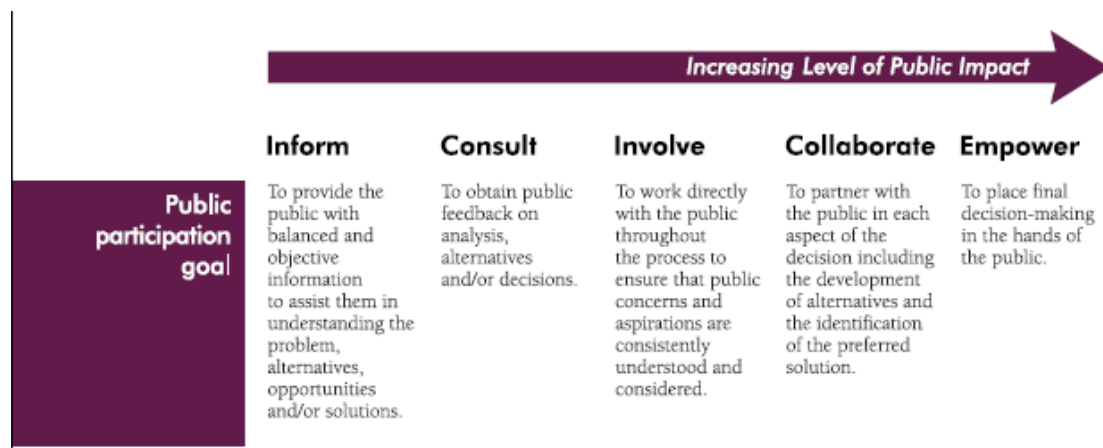 Increasing Level of Public Impact
Inform
Consult
Involve
Collaborate
Empower
Public
participation
goal
To provide the
public with
balanced and
objective
information
to assist them in
understanding the
problem,
alternatives,
opportunities
and/or solutions.
To obtain public
feedback on
analysis,
alternatives
and/or decisions.
To work directly
with the public
throughout
the process to
ensure that public
concerns and
aspirations are
consistently
understood and
considered.
To partner with
the public in each
aspect of the
decision including
the development
of alternatives and
the identification
of the preferred
solution.
To place final
decision-making
in the hands of
the public.